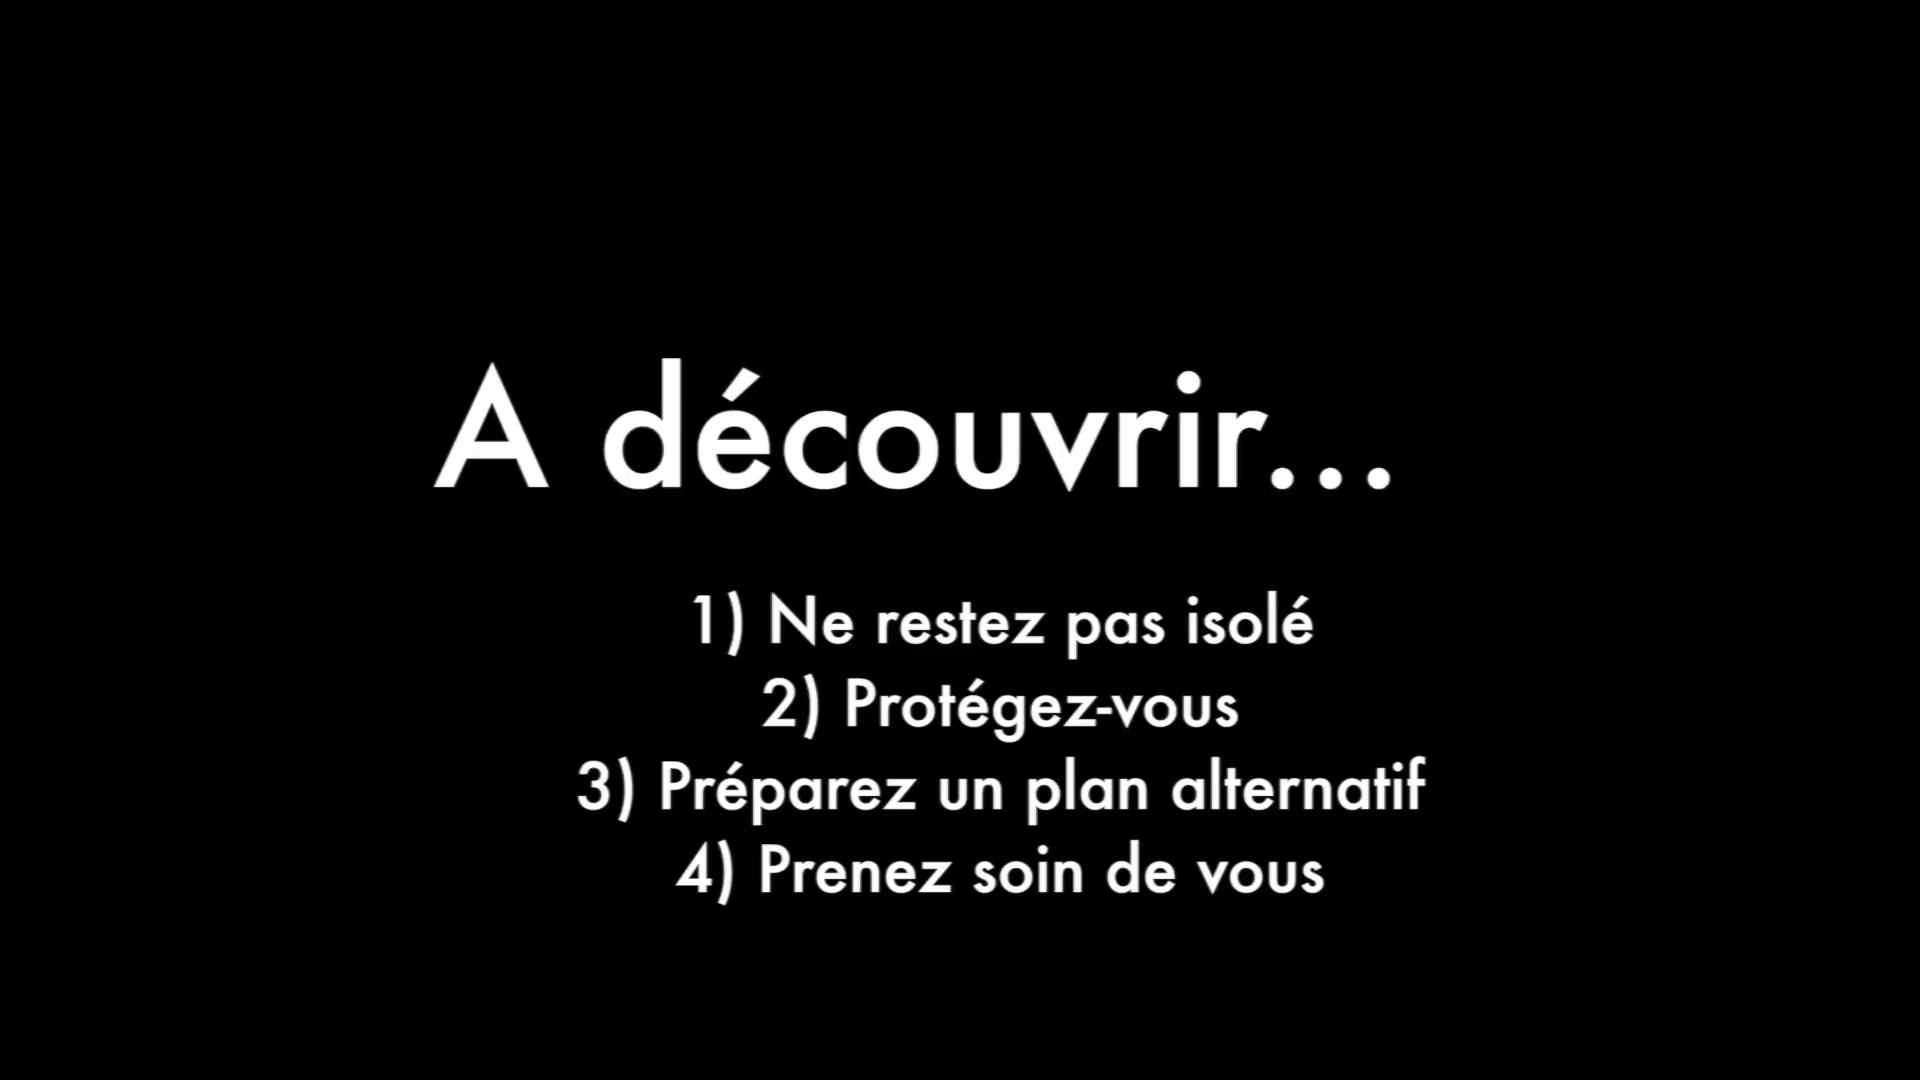 A découvrir...
1) Ne restez pas isolé
2) Protégez-vous
3) Préparez un plan alternatif
4) Prenez soin de vous